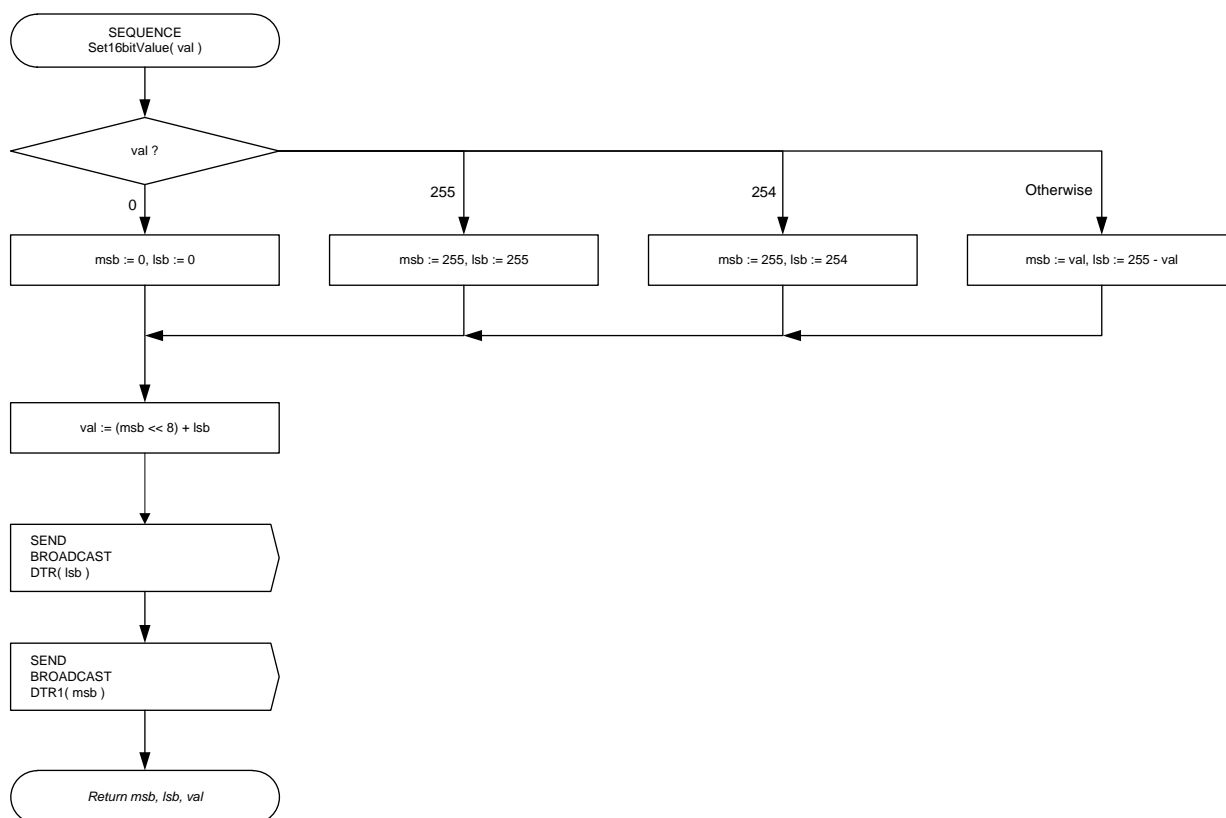 SEQUENCE
Set16bitValue( val )
val ?
0
255
254
Otherwise
msb := 0, lsb := 0
msb := 255, lsb := 255
msb := 255, lsb := 254
msb := val, lsb := 255 - val
val := (msb << 8) + lsb
SEND
BROADCAST
DTR( lsb )
SEND
BROADCAST
DTR1( msb )
Return msb, lsb, val